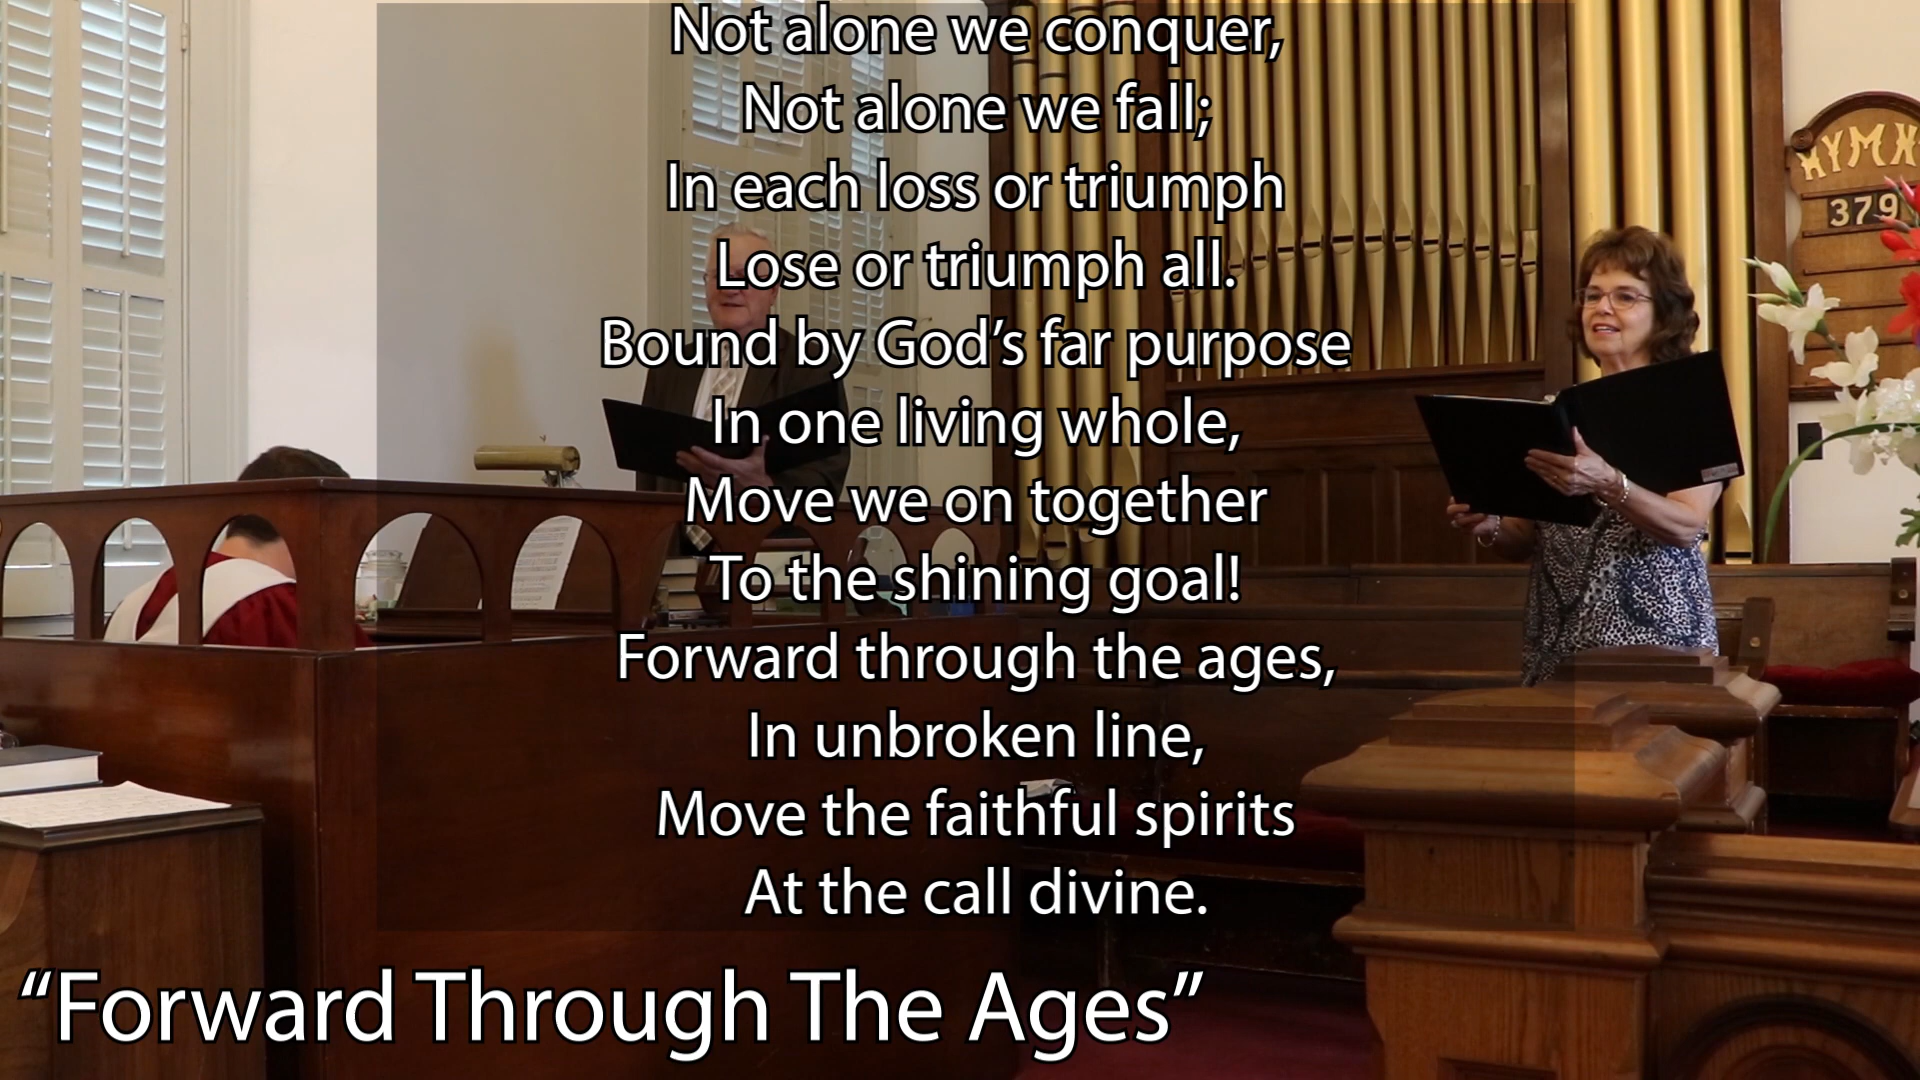 Not alone we conquer,
Not alone we fall;
In each loss or triumph
Lose or triumph all.
Bound by God’s far purpose
In one living whole,
Move we on together
To the shining goal!
Forward through the ages,
In unbroken line,
Move the faithful spirits
At the call divine.
“Forward Through The Ages”
HYMN
379